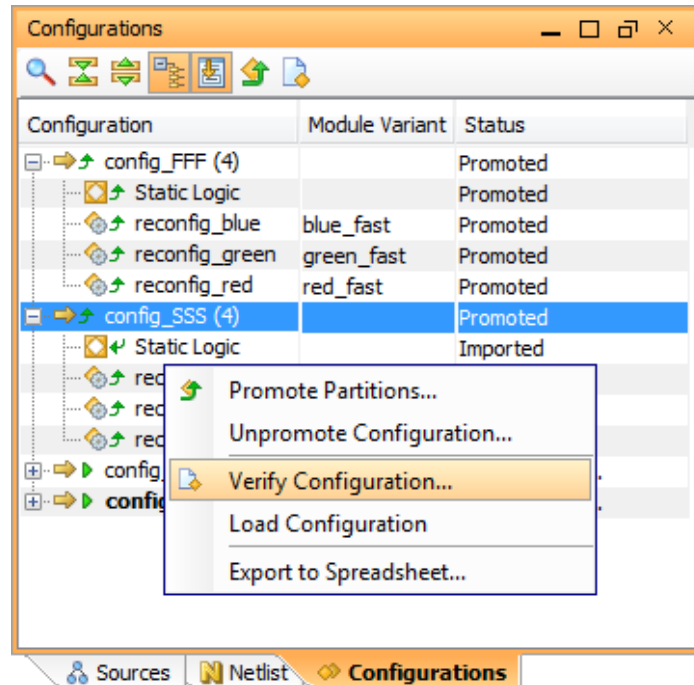 Configurations
Configuration Module Variant Status
config_FFF (4) Promoted
Static Logic Promoted
reconfig_blue blue_fast Promoted
reconfig_green green_fast Promoted
reconfig_red red_fast Promoted
config_SSS (4) Promoted
Static Logic Imported
Promote Partitions...
Unpromote Configuration...
Verify Configuration...
Load Configuration
Export to Spreadsheet...
Sources Netlist Configurations